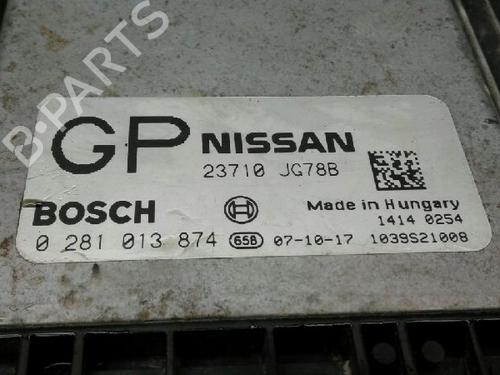 GP NISSAN
23710 JG78B
BOSCH
Made in Hungary
1414 0254
0 281 013 874 65B 07-10-17 1039S21008
B-PARTS